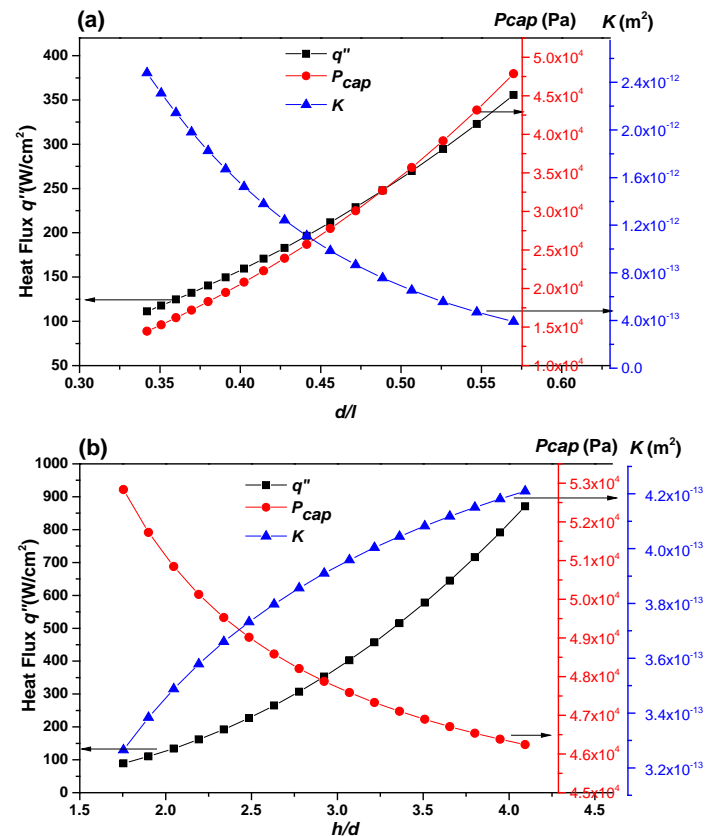 (a)
Pcap (Pa)
K (m²)
q''
P_cap
K
Heat Flux q''(W/cm²)
400
350
300
250
200
150
100
50
0.30
0.35
0.40
0.45
0.50
0.55
0.60
d/l
5.0x10⁴
4.5x10⁴
4.0x10⁴
3.5x10⁴
3.0x10⁴
2.5x10⁴
2.0x10⁴
1.5x10⁴
1.0x10⁴
2.4x10⁻¹²
2.0x10⁻¹²
1.6x10⁻¹²
1.2x10⁻¹²
8.0x10⁻¹³
4.0x10⁻¹³
0.0
(b)
Pcap (Pa)
K (m²)
q''
P_cap
K
Heat Flux q''(W/cm²)
1000
900
800
700
600
500
400
300
200
100
0
1.5
2.0
2.5
3.0
3.5
4.0
4.5
h/d
5.3x10⁴
5.2x10⁴
5.1x10⁴
5.0x10⁴
4.9x10⁴
4.8x10⁴
4.7x10⁴
4.6x10⁴
4.5x10⁴
4.2x10⁻¹³
4.0x10⁻¹³
3.8x10⁻¹³
3.6x10⁻¹³
3.4x10⁻¹³
3.2x10⁻¹³